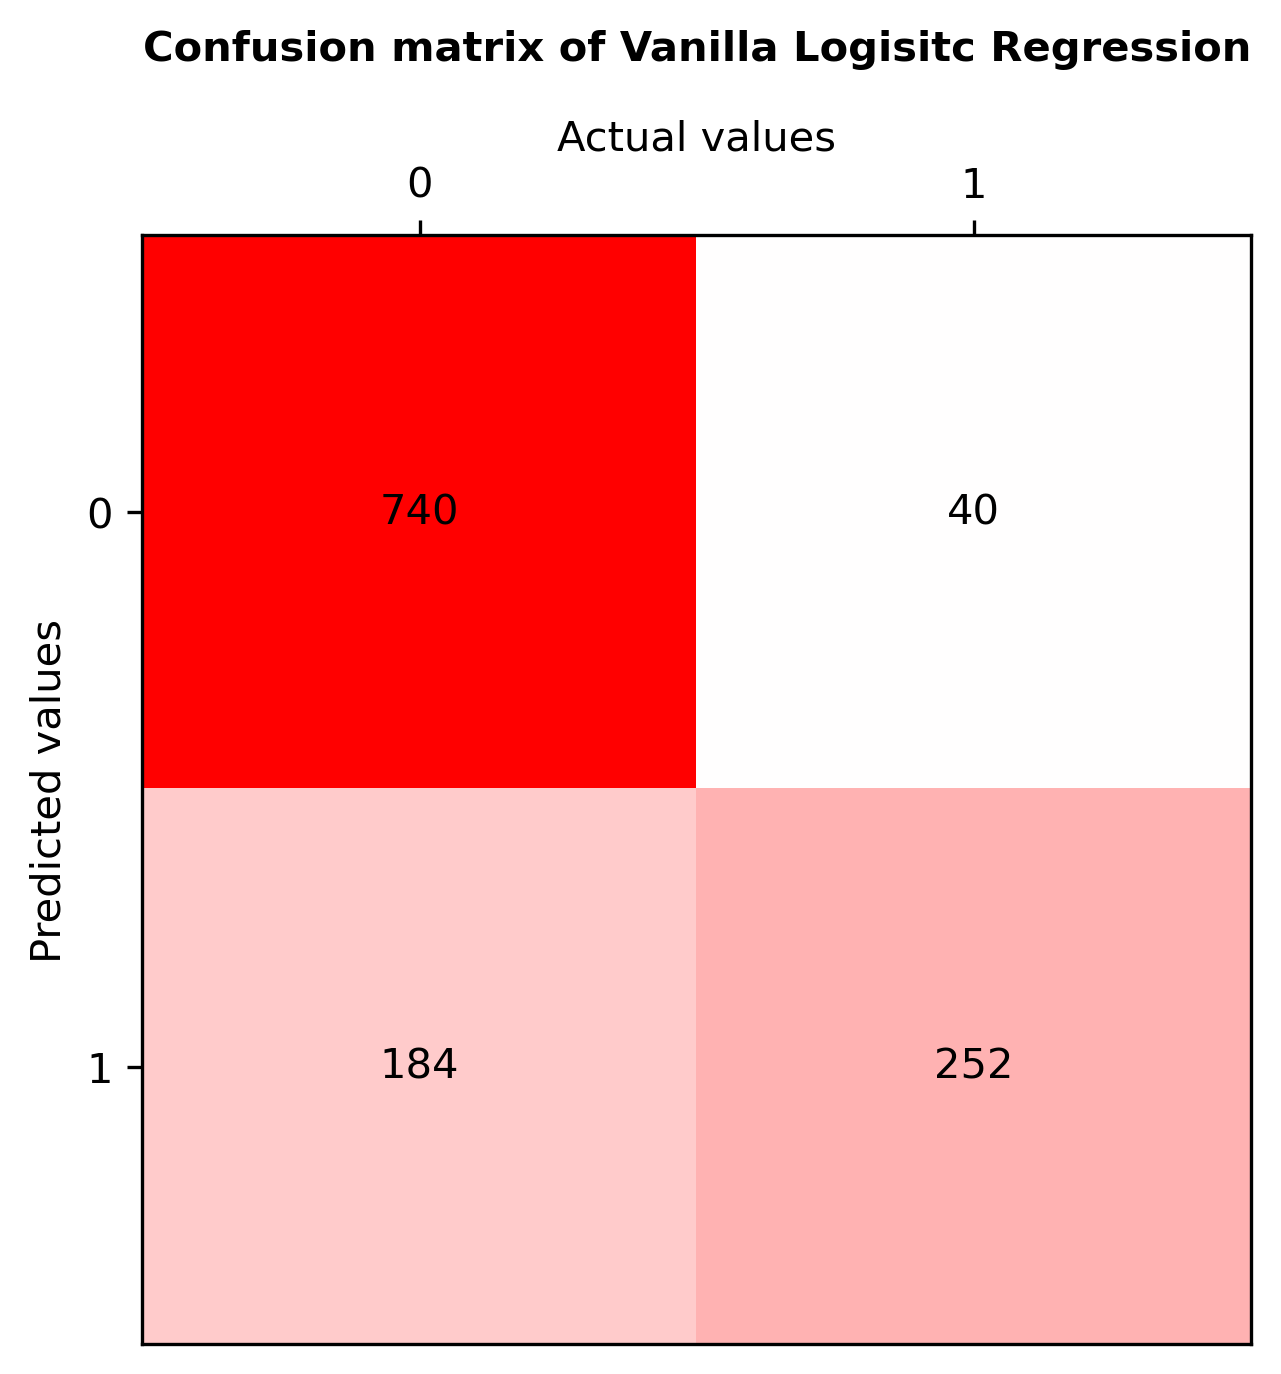 Confusion matrix of Vanilla Logisitc Regression
Actual values
0 1
0 740 40
Predicted values
1 184 252